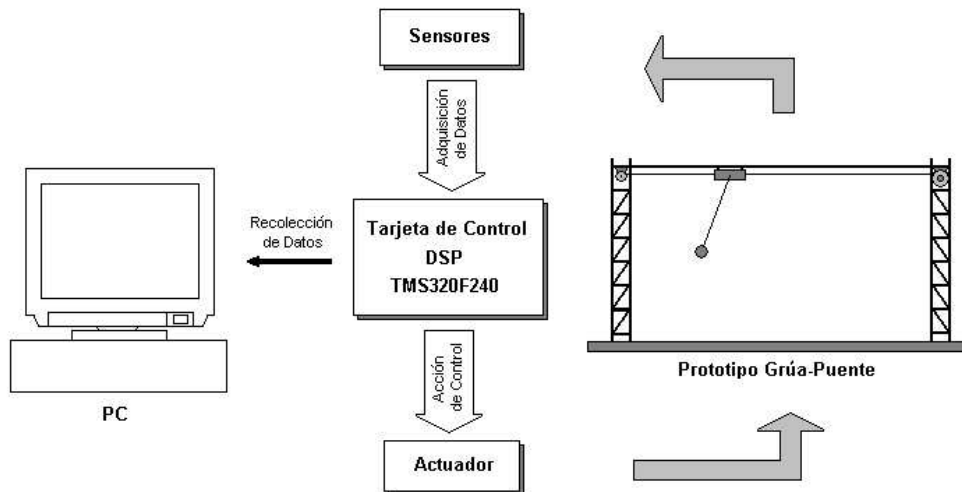 Sensores
Adquisición
de Datos
Recolección
de Datos
Tarjeta de Control
DSP
TMS320F240
Prototipo Grúa-Puente
PC
Acción
de Control
Actuador